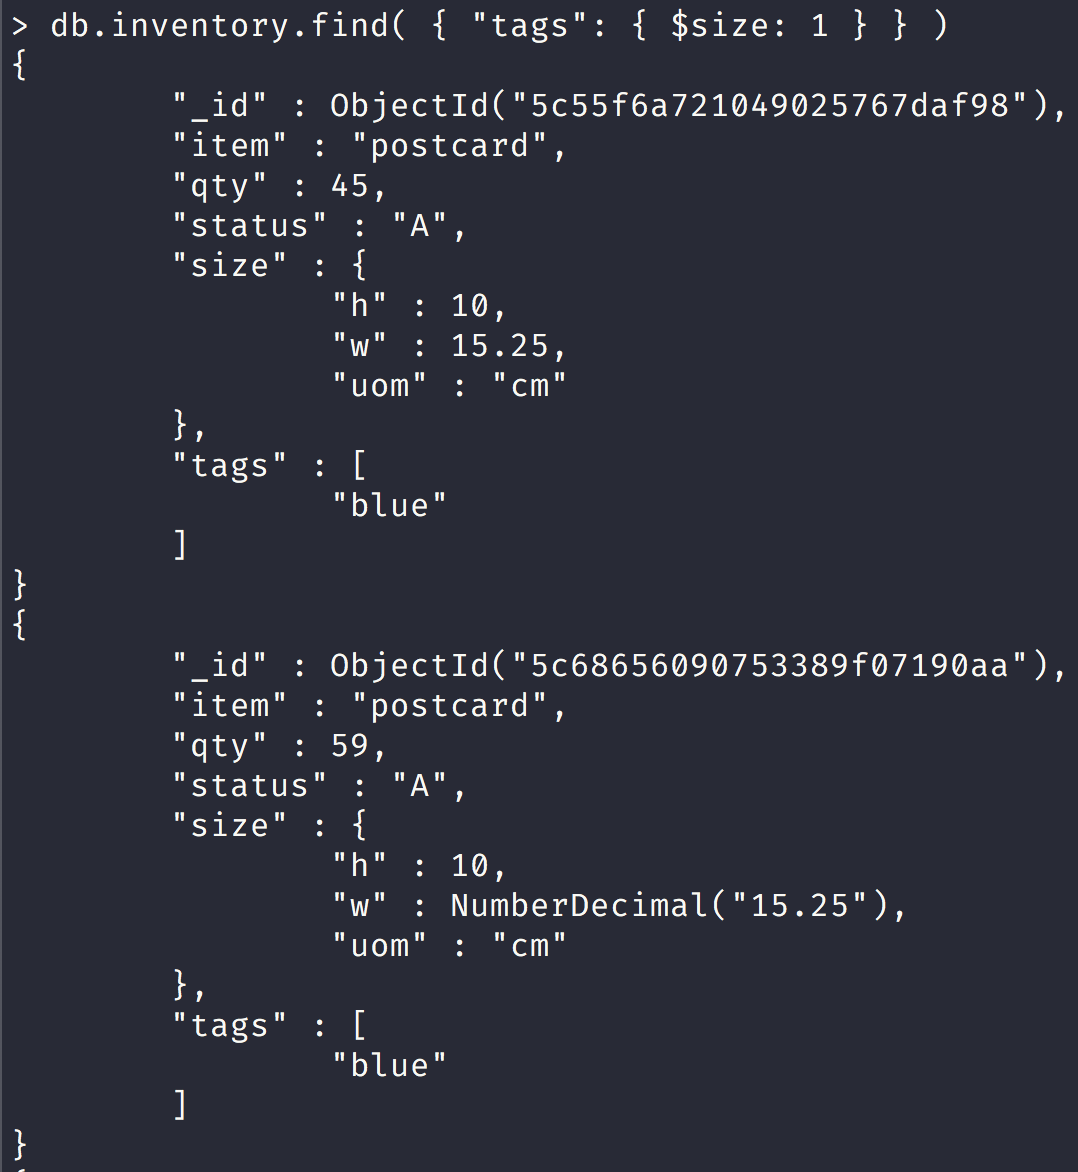 > db.inventory.find( { "tags": { $size: 1 } } )
{
        "_id" : ObjectId("5c55f6a721049025767daf98"),
        "item" : "postcard",
        "qty" : 45,
        "status" : "A",
        "size" : {
                "h" : 10,
                "w" : 15.25,
                "uom" : "cm"
        },
        "tags" : [
                "blue"
        ]
}
{
        "_id" : ObjectId("5c68656090753389f07190aa"),
        "item" : "postcard",
        "qty" : 59,
        "status" : "A",
        "size" : {
                "h" : 10,
                "w" : NumberDecimal("15.25"),
                "uom" : "cm"
        },
        "tags" : [
                "blue"
        ]
}